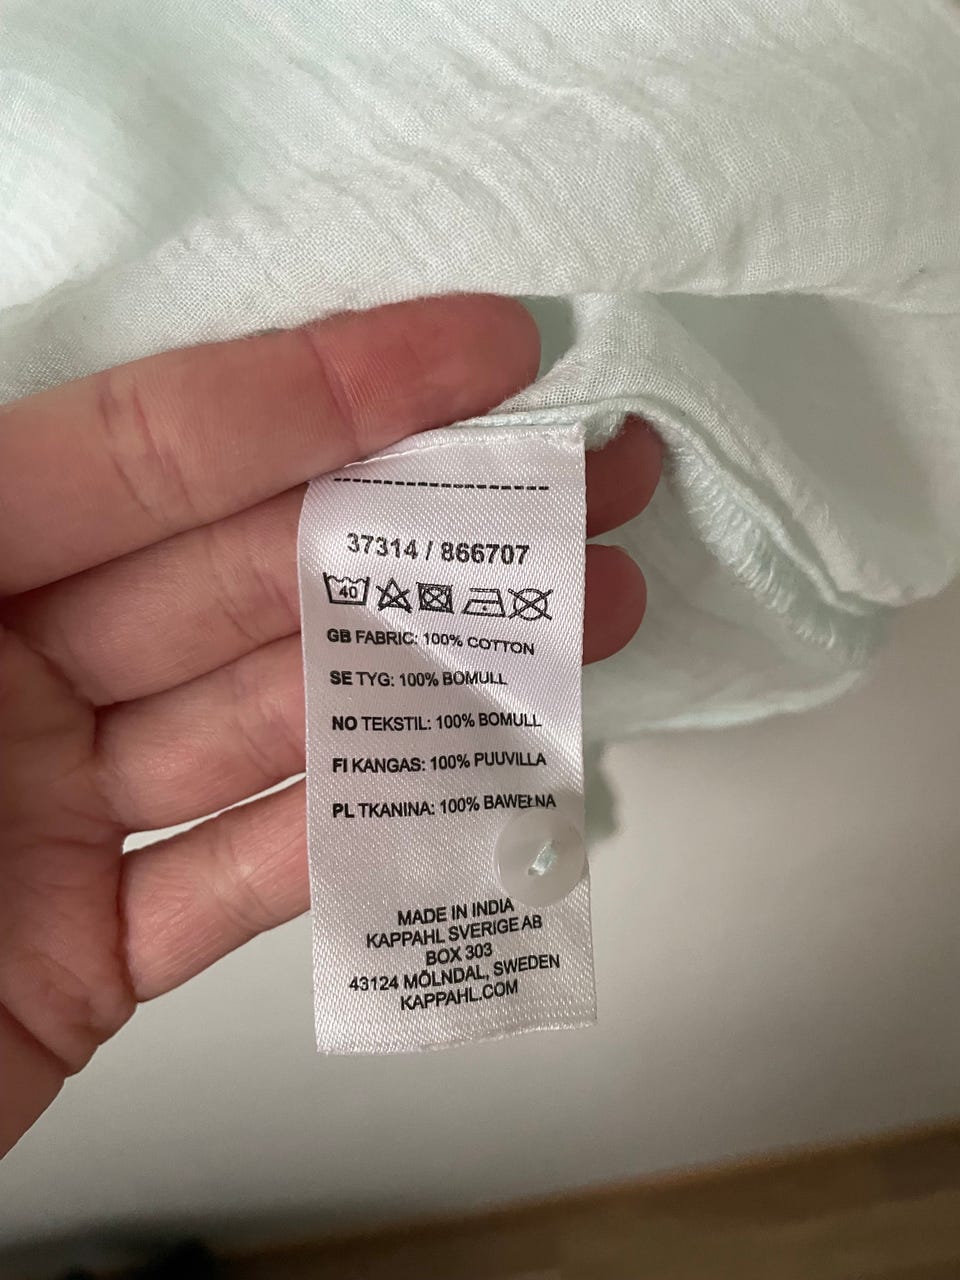 37314 / 866707
40
GB FABRIC: 100% COTTON
SE TYG: 100% BOMULL
NO TEKSTIL: 100% BOMULL
FI KANGAS: 100% PUUVILLA
PL TKANINA: 100% BAWEŁNA
MADE IN INDIA
KAPPAHL SVERIGE AB
BOX 303
43124 MÖLNDAL, SWEDEN
KAPPAHL.COM